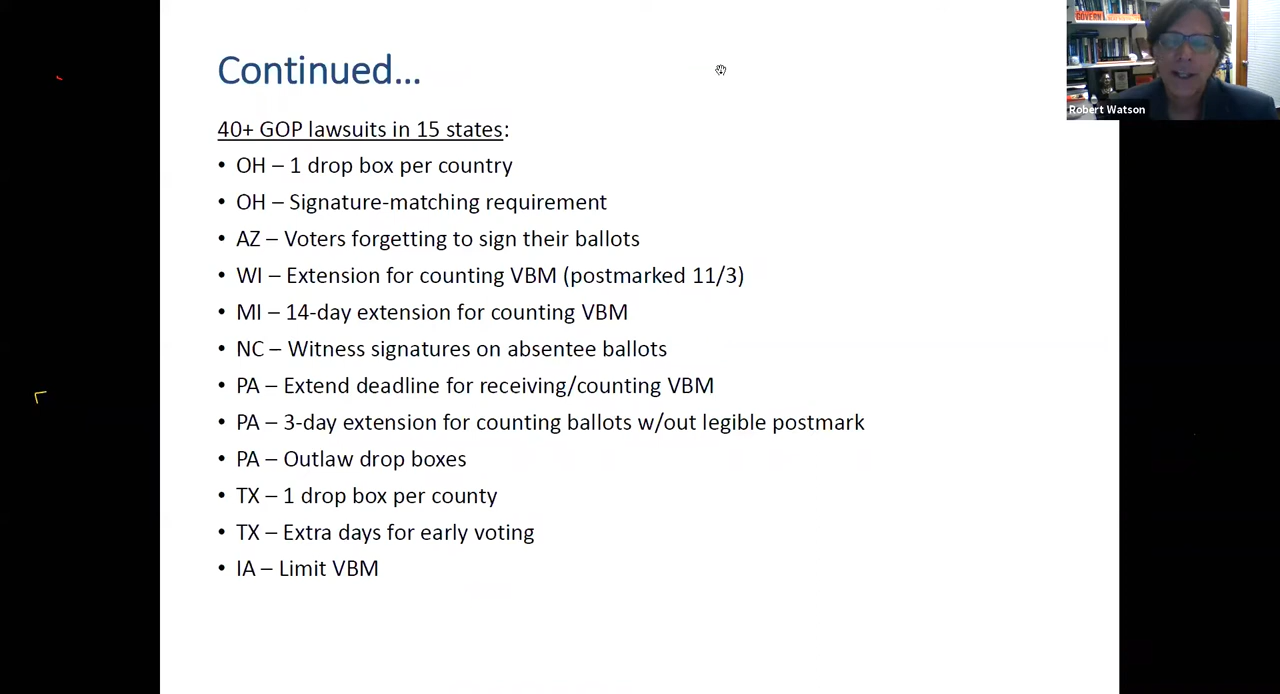 Continued...
40+ GOP lawsuits in 15 states:
• OH – 1 drop box per country
• OH – Signature-matching requirement
• AZ – Voters forgetting to sign their ballots
• WI – Extension for counting VBM (postmarked 11/3)
• MI – 14-day extension for counting VBM
• NC – Witness signatures on absentee ballots
• PA – Extend deadline for receiving/counting VBM
• PA – 3-day extension for counting ballots w/out legible postmark
• PA – Outlaw drop boxes
• TX – 1 drop box per county
• TX – Extra days for early voting
• IA – Limit VBM
GOVERN
Robert Watson